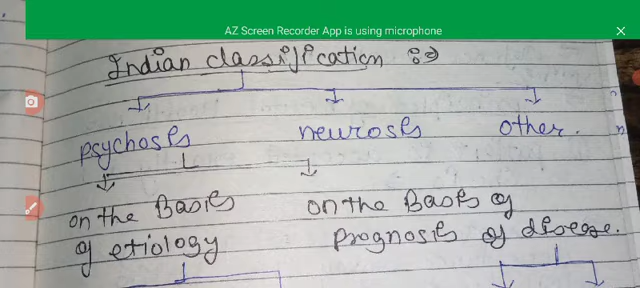 AZ Screen Recorder App is using microphone
Indian classification :→
psychosis neurosis other.
on the Basis on the Basis of
of etiology prognosis of disease.